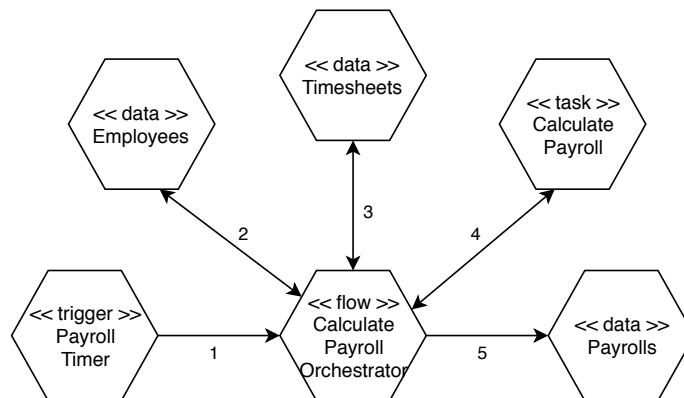 << data >>
Timesheets
<< data >>
Employees
<< task >>
Calculate
Payroll
2
3
4
<< trigger >>
Payroll
Timer
1
<< flow >>
Calculate
Payroll
Orchestrator
5
<< data >>
Payrolls